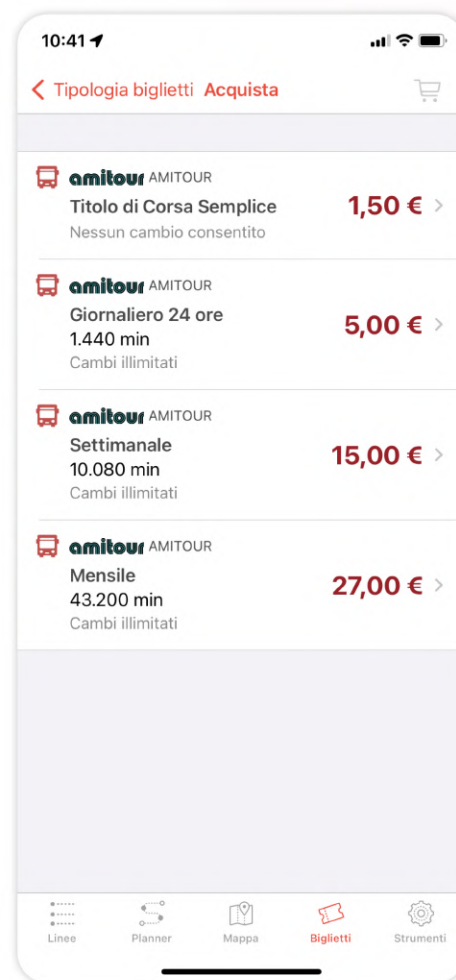 10:41
Tipologia biglietti Acquista
amitour AMITOUR
Titolo di Corsa Semplice
1,50 €
Nessun cambio consentito
amitour AMITOUR
Giornaliero 24 ore
1.440 min
5,00 €
Cambi illimitati
amitour AMITOUR
Settimanale
10.080 min
15,00 €
Cambi illimitati
amitour AMITOUR
Mensile
43.200 min
27,00 €
Cambi illimitati
Linee Planner Mappa Biglietti Strumenti